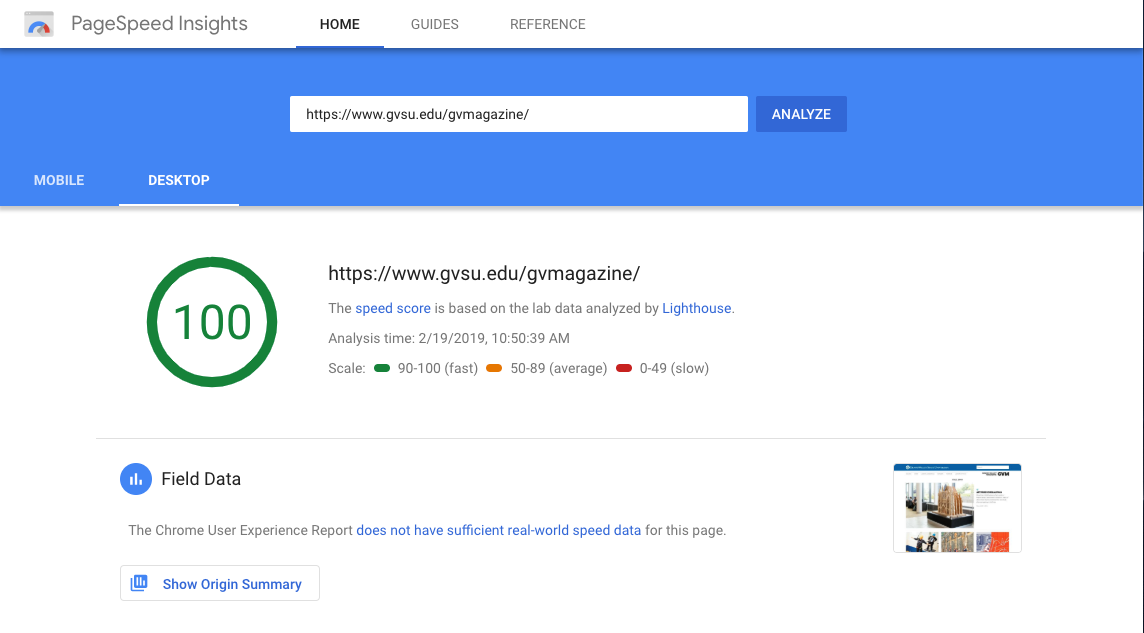 PageSpeed Insights HOME GUIDES REFERENCE
https://www.gvsu.edu/gvmagazine/ ANALYZE
MOBILE DESKTOP
100
https://www.gvsu.edu/gvmagazine/
The speed score is based on the lab data analyzed by Lighthouse.
Analysis time: 2/19/2019, 10:50:39 AM
Scale: 90-100 (fast) 50-89 (average) 0-49 (slow)
Field Data
The Chrome User Experience Report does not have sufficient real-world speed data for this page.
Show Origin Summary
GVM